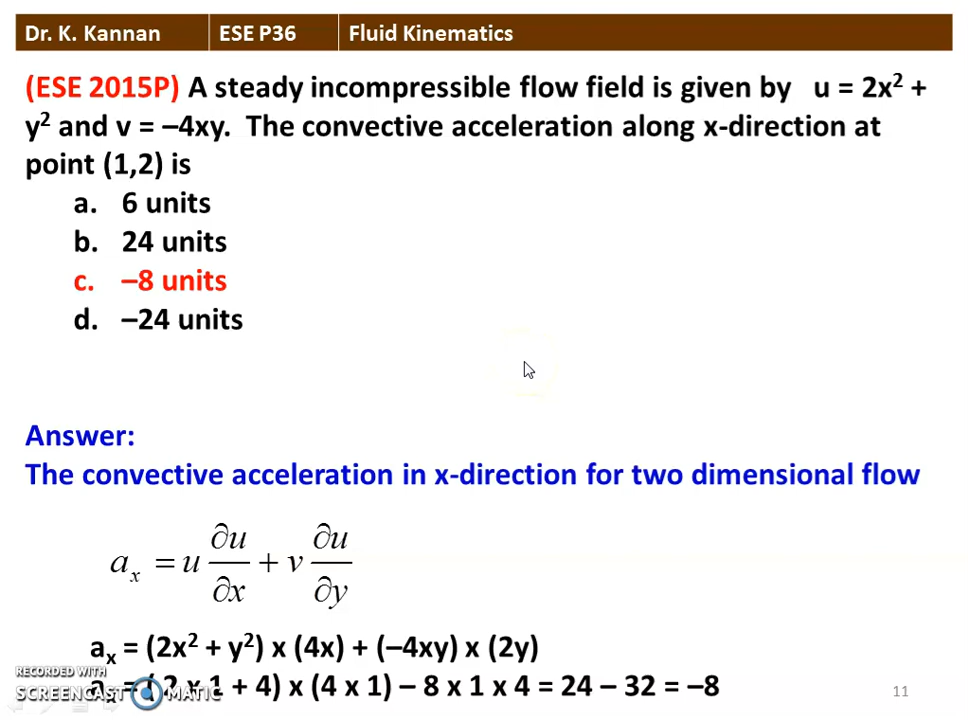 Dr. K. Kannan ESE P36 Fluid Kinematics
(ESE 2015P) A steady incompressible flow field is given by u = 2x² +
y² and v = –4xy. The convective acceleration along x-direction at
point (1,2) is
a. 6 units
b. 24 units
c. –8 units
d. –24 units
Answer:
The convective acceleration in x-direction for two dimensional flow
aₓ = u ∂u/∂x + v ∂u/∂y
aₓ = (2x² + y²) x (4x) + (–4xy) x (2y)
RECORDED WITH
SCREENCAST MATIC
aₓ = ( 2 x 1 + 4) x (4 x 1) – 8 x 1 x 4 = 24 – 32 = –8
11